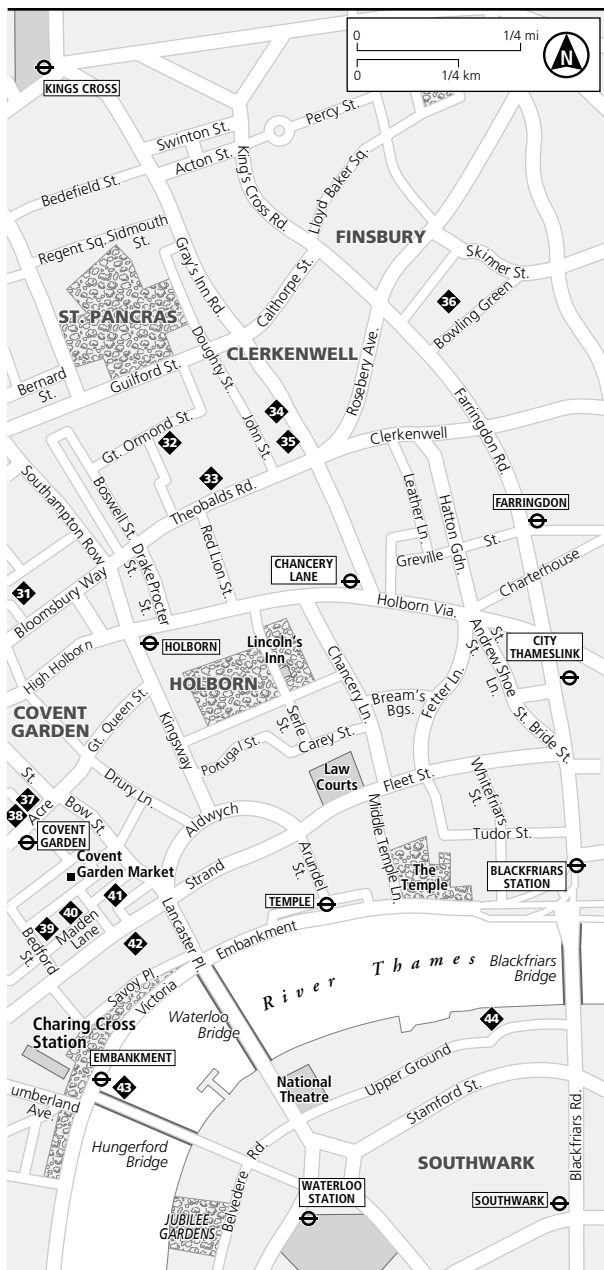 0 1/4 mi
0 1/4 km
N
KINGS CROSS
Percy St.
Swinton St.
Acton St.
King's Cross Rd.
Lloyd Baker Sq.
Bedefield St.
FINSBURY
Sidmouth
St.
Regent Sq.
Gray's Inn Rd.
Skinner St.
36
Bowling Green
Calthorpe St.
ST. PANCRAS
CLERKENWELL
Rosebery Ave.
Doughty St.
Guilford St.
Bernard
St.
Farringdon Rd.
34
Gt. Ormond St.
32
John St.
35
Clerkenwell
33
Theobalds Rd.
Southampton Row
Boswell St.
Leather Ln.
Hatton Gdn.
FARRINGDON
Red Lion St.
Drake Procter
St.
St.
Greville St.
CHANCERY
LANE
Charterhouse
31
Bloomsbury Way
Holborn Via.
St.
Andrew Shoe
St.
Ln.
HOLBORN
Lincoln's
Inn
CITY
THAMESLINK
High Holborn
HOLBORN
Chancery Ln.
Bream's
Bgs.
Fetter Ln.
COVENT
GARDEN
Gt. Queen St.
Kingsway
Serle
St.
Carey St.
St. Bride St.
Portugal St.
Law
Courts
Fleet St.
Drury Ln.
Whitefriars
St.
St.
37
Acre
38
Bow St.
Aldwych
COVENT
GARDEN
Tudor St.
Middle Temple Ln.
Covent
Garden Market
Strand
Arundel
St.
The
Temple
BLACKFRIARS
STATION
41
TEMPLE
40
39
Maiden
Lane
Bedford
St.
42
Lancaster Pl.
Embankment
Savoy Pl.
Victoria
River Thames
Blackfriars
Bridge
Waterloo
Bridge
44
Charing Cross
Station
Upper Ground
EMBANKMENT
43
National
Theatre
Stamford St.
umberland
Ave.
Blackfriars Rd.
Hungerford
Bridge
Belvedere Rd.
SOUTHWARK
WATERLOO
STATION
SOUTHWARK
JUBILEE
GARDENS